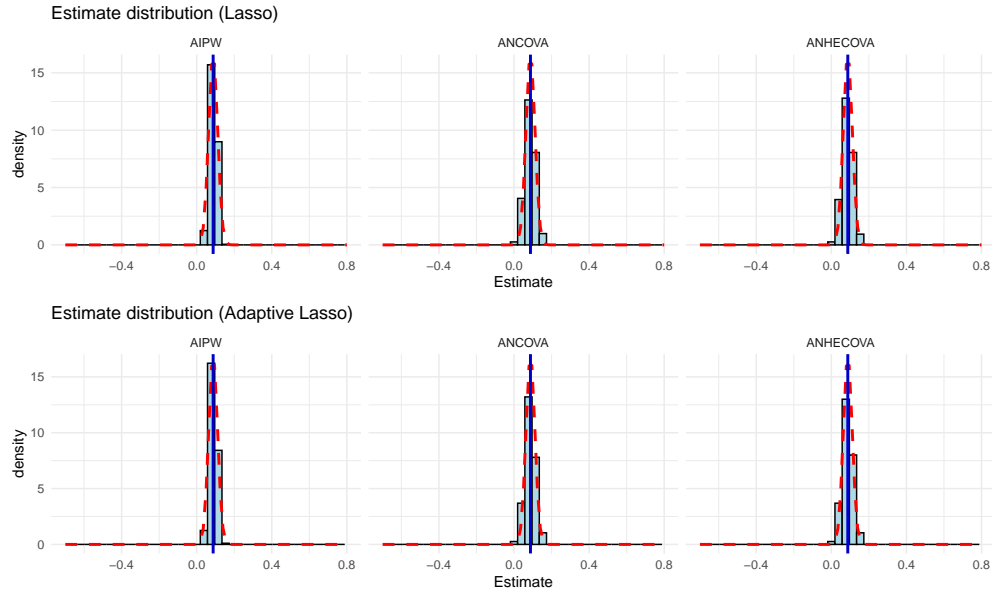 Estimate distribution (Lasso)
AIPW ANCOVA ANHECOVA
15
10
5
0
density
−0.4 0.0 0.4 0.8 −0.4 0.0 0.4 0.8 −0.4 0.0 0.4 0.8
Estimate
Estimate distribution (Adaptive Lasso)
AIPW ANCOVA ANHECOVA
15
10
5
0
density
−0.4 0.0 0.4 0.8 −0.4 0.0 0.4 0.8 −0.4 0.0 0.4 0.8
Estimate